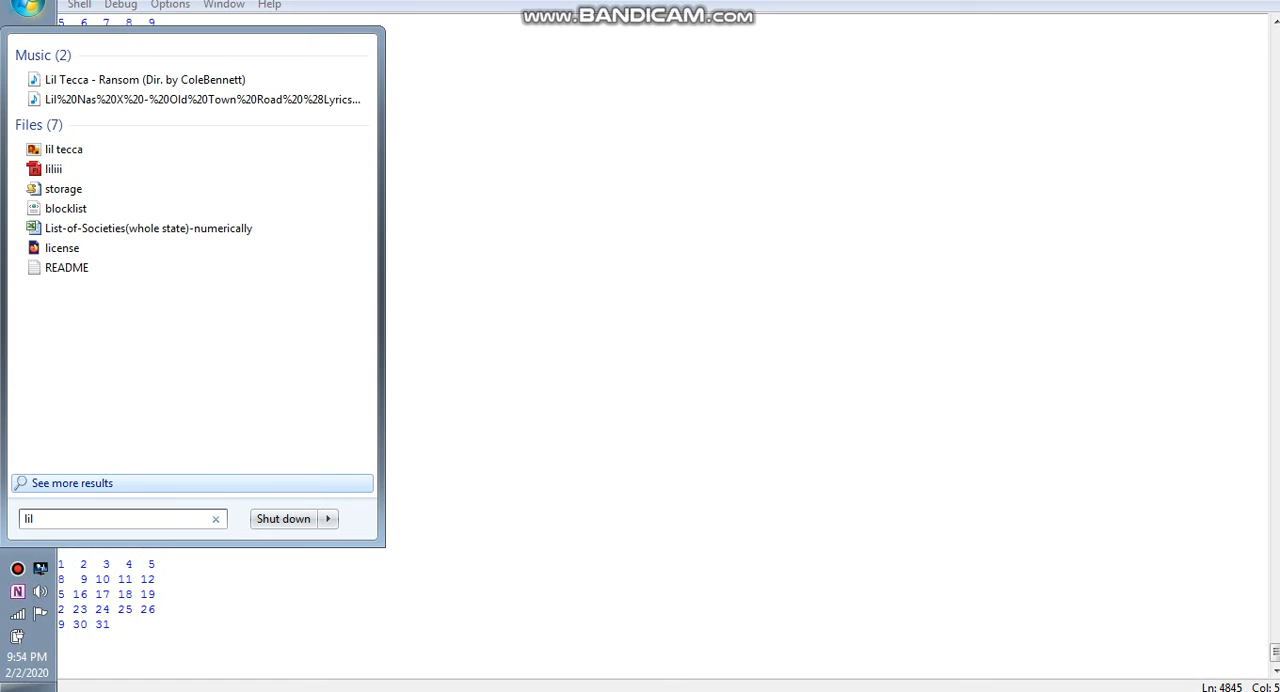 Shell Debug Options Window Help
www.BANDICAM.com
5 6 7 8 9
Music (2)
Lil Tecca - Ransom (Dir. by ColeBennett)
Lil%20Nas%20X%20-%20Old%20Town%20Road%20%28Lyrics...
Files (7)
lil tecca
liliii
storage
blocklist
List-of-Societies(whole state)-numerically
license
README
See more results
lil
Shut down
1 2 3 4 5
8 9 10 11 12
5 16 17 18 19
2 23 24 25 26
9 30 31
9:54 PM
2/2/2020
Ln: 4845 Col: 5